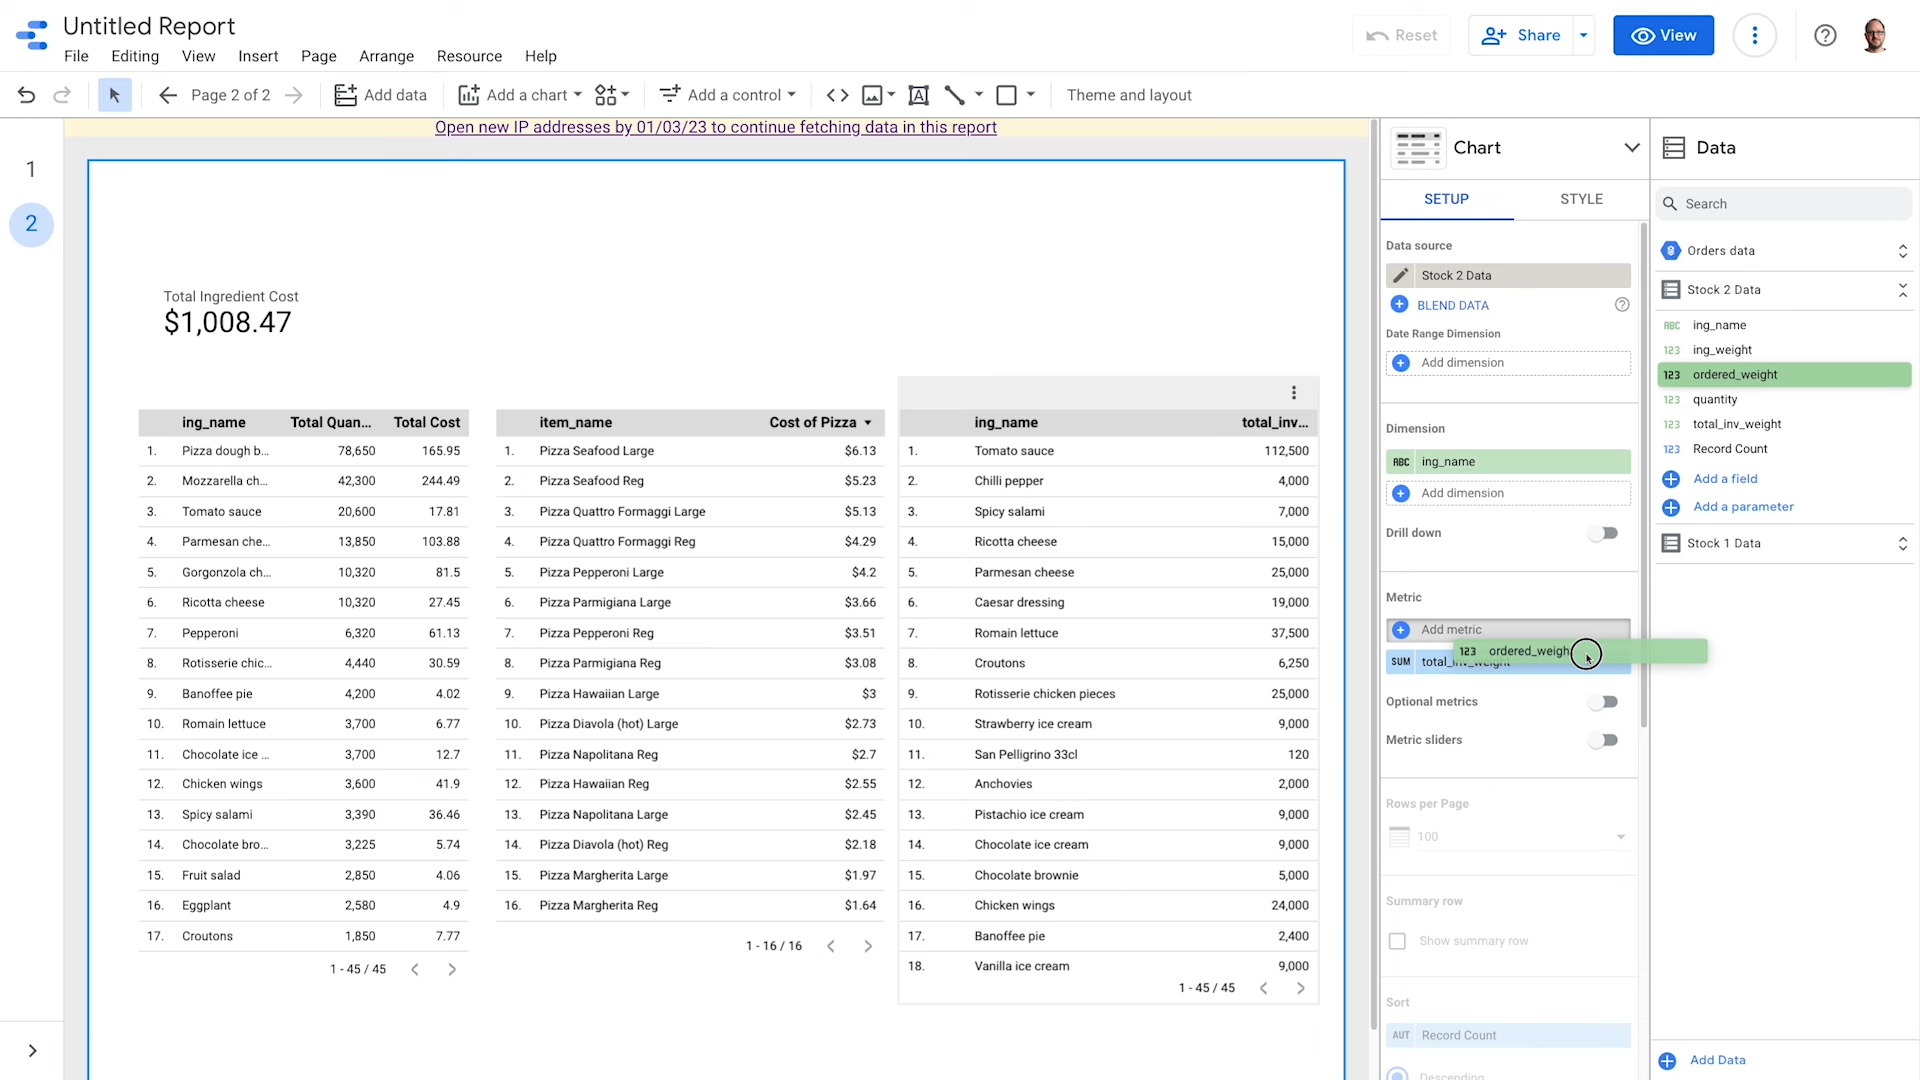 Untitled Report
File Editing View Insert Page Arrange Resource Help
Reset
Share
View
Page 2 of 2
Add data
Add a chart
Add a control
Theme and layout
Open new IP addresses by 01/03/23 to continue fetching data in this report
1
2
Total Ingredient Cost
$1,008.47
ing_name Total Quan... Total Cost
1. Pizza dough b... 78,650 165.95
2. Mozzarella ch... 42,300 244.49
3. Tomato sauce 20,600 17.81
4. Parmesan che... 13,850 103.88
5. Gorgonzola ch... 10,320 81.5
6. Ricotta cheese 10,320 27.45
7. Pepperoni 6,320 61.13
8. Rotisserie chic... 4,440 30.59
9. Banoffee pie 4,200 4.02
10. Romain lettuce 3,700 6.77
11. Chocolate ice ... 3,700 12.7
12. Chicken wings 3,600 41.9
13. Spicy salami 3,390 36.46
14. Chocolate bro... 3,225 5.74
15. Fruit salad 2,850 4.06
16. Eggplant 2,580 4.9
17. Croutons 1,850 7.77
1 - 45 / 45
item_name Cost of Pizza
1. Pizza Seafood Large $6.13
2. Pizza Seafood Reg $5.23
3. Pizza Quattro Formaggi Large $5.13
4. Pizza Quattro Formaggi Reg $4.29
5. Pizza Pepperoni Large $4.2
6. Pizza Parmigiana Large $3.66
7. Pizza Pepperoni Reg $3.51
8. Pizza Parmigiana Reg $3.08
9. Pizza Hawaiian Large $3
10. Pizza Diavola (hot) Large $2.73
11. Pizza Napolitana Reg $2.7
12. Pizza Hawaiian Reg $2.55
13. Pizza Napolitana Large $2.45
14. Pizza Diavola (hot) Reg $2.18
15. Pizza Margherita Large $1.97
16. Pizza Margherita Reg $1.64
1 - 16 / 16
ing_name total_inv...
1. Tomato sauce 112,500
2. Chilli pepper 4,000
3. Spicy salami 7,000
4. Ricotta cheese 15,000
5. Parmesan cheese 25,000
6. Caesar dressing 19,000
7. Romain lettuce 37,500
8. Croutons 6,250
9. Rotisserie chicken pieces 25,000
10. Strawberry ice cream 9,000
11. San Pelligrino 33cl 120
12. Anchovies 2,000
13. Pistachio ice cream 9,000
14. Chocolate ice cream 9,000
15. Chocolate brownie 5,000
16. Chicken wings 24,000
17. Banoffee pie 2,400
18. Vanilla ice cream 9,000
1 - 45 / 45
Chart
SETUP STYLE
Data source
Stock 2 Data
BLEND DATA
Date Range Dimension
Add dimension
Dimension
ABC ing_name
Add dimension
Drill down
Metric
Add metric
123 ordered_weigh
SUM total_inv_weight
Optional metrics
Metric sliders
Rows per Page
100
Summary row
Show summary row
Sort
AUT Record Count
Descending
Data
Search
Orders data
Stock 2 Data
ABC ing_name
123 ing_weight
123 ordered_weight
123 quantity
123 total_inv_weight
123 Record Count
Add a field
Add a parameter
Stock 1 Data
Add Data